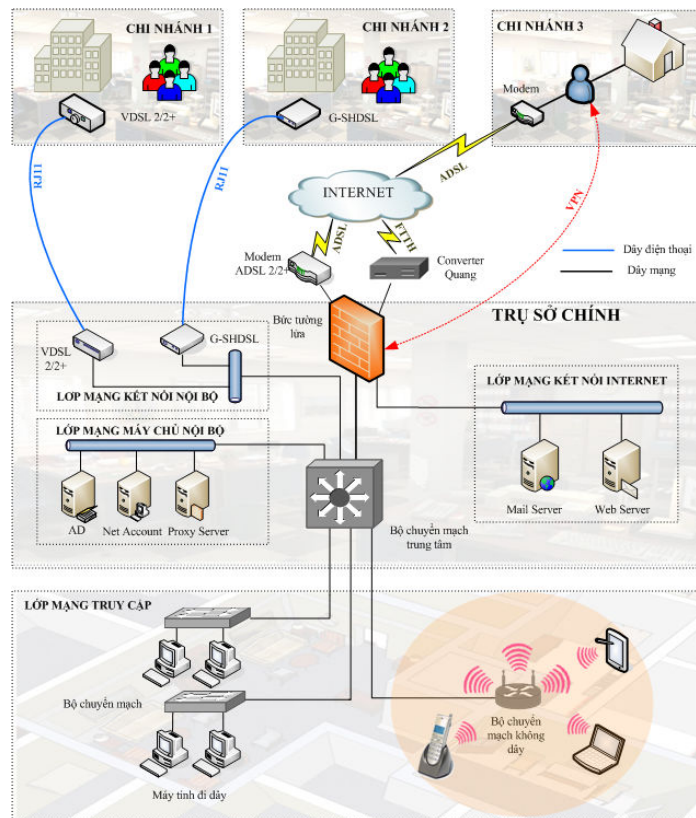 CHI NHÁNH 1
VDSL 2/2+
CHI NHÁNH 2
G-SHDSL
CHI NHÁNH 3
Modem
RJ11
RJ11
ADSL
VPN
INTERNET
ADSL
FTTH
Modem
ADSL 2/2+
Converter
Quang
Dây điện thoại
Dây mạng
Bức tường
lửa
TRỤ SỞ CHÍNH
VDSL
2/2+
G-SHDSL
LỚP MẠNG KẾT NỐI NỘI BỘ
LỚP MẠNG KẾT NỐI INTERNET
Mail Server
Web Server
LỚP MẠNG MÁY CHỦ NỘI BỘ
AD
Net Account
Proxy Server
Bộ chuyển mạch
trung tâm
LỚP MẠNG TRUY CẬP
Bộ chuyển mạch
Máy tính đi dây
Bộ chuyển
mạch không
dây